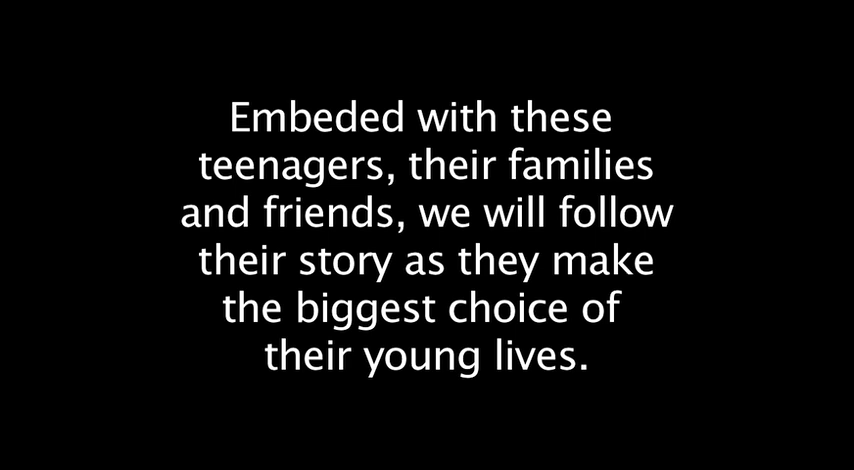 Embeded with these
teenagers, their families
and friends, we will follow
their story as they make
the biggest choice of
their young lives.